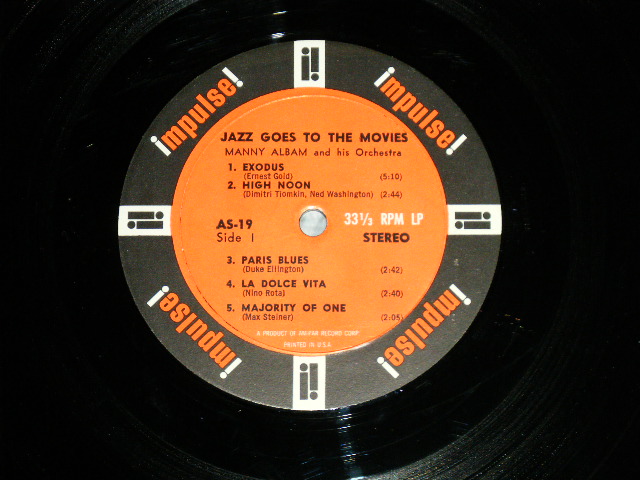 impulse!
impulse!
JAZZ GOES TO THE MOVIES
MANNY ALBAM and his Orchestra
1. EXODUS
(Ernest Gold) (5:10)
2. HIGH NOON
(Dimitri Tiomkin, Ned Washington) (2:44)
AS-19 33⅓ RPM LP
Side 1 STEREO
3. PARIS BLUES
(Duke Ellington) (2:42)
4. LA DOLCE VITA
(Nino Rota) (2:40)
5. MAJORITY OF ONE
(Max Steiner) (2:05)
A PRODUCT OF AM-PAR RECORD CORP.
PRINTED IN U.S.A.
impulse!
impulse!